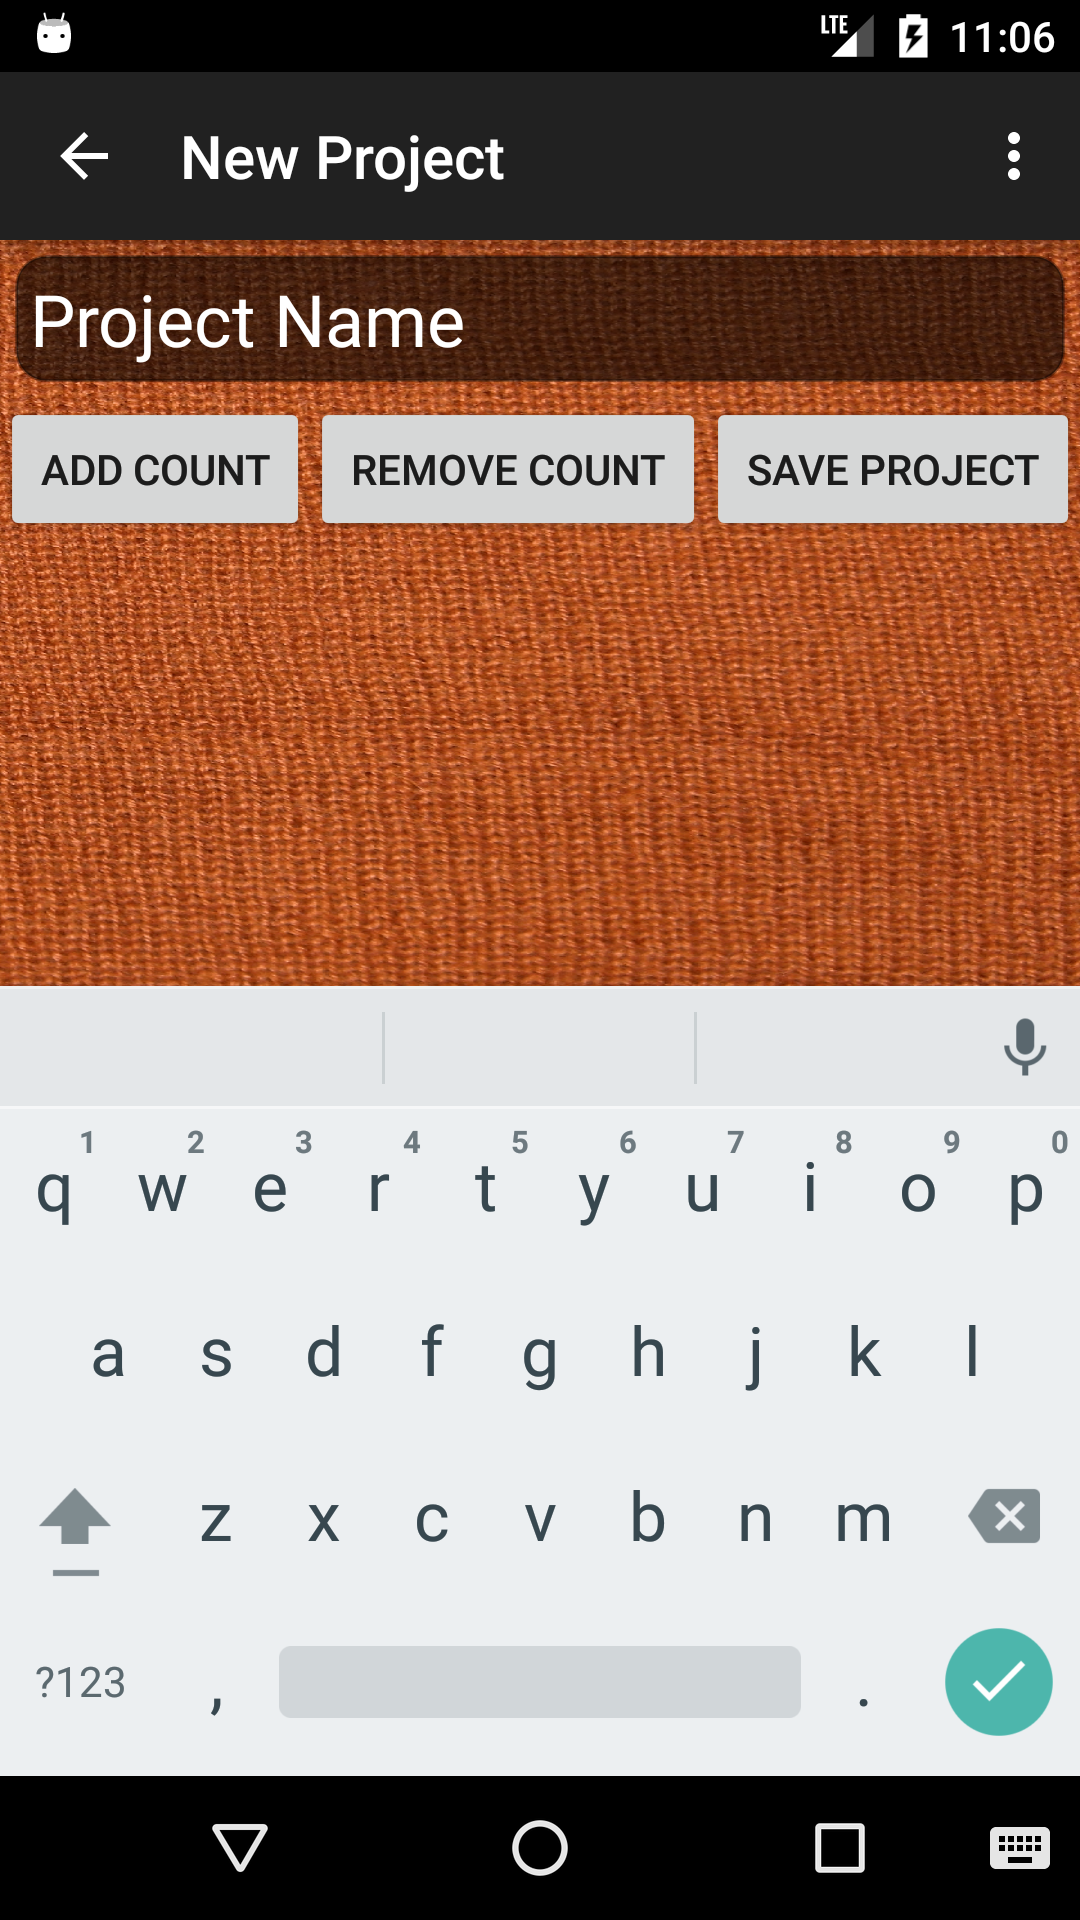 LTE 11:06
New Project
Project Name
ADD COUNT REMOVE COUNT SAVE PROJECT
1 2 3 4 5 6 7 8 9 0
q w e r t y u i o p
a s d f g h j k l
z x c v b n m
?123 , .